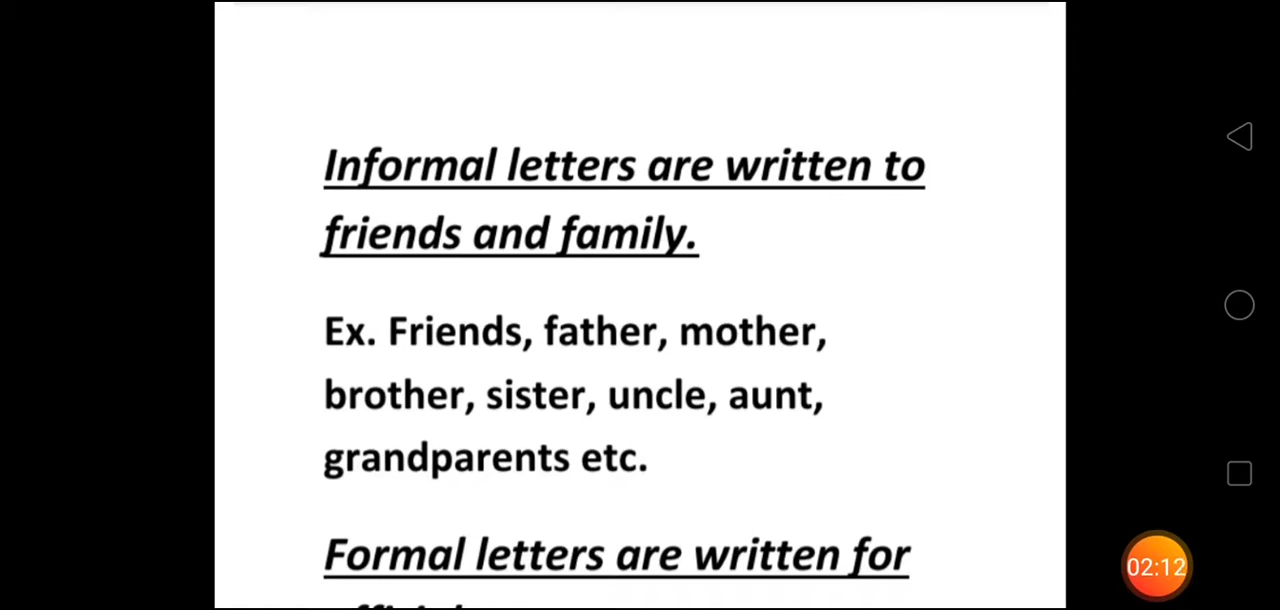 Informal letters are written to
friends and family.
Ex. Friends, father, mother,
brother, sister, uncle, aunt,
grandparents etc.
Formal letters are written for
02:12